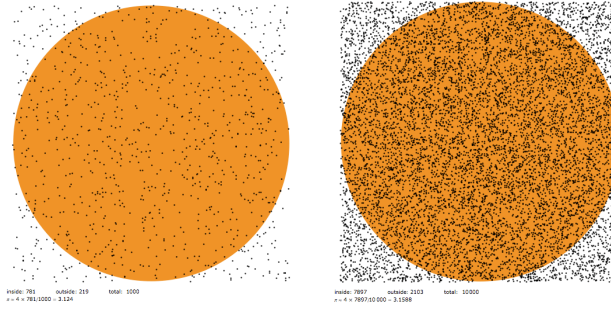 inside: 781 outside: 219 total: 1000
π = 4 × 781/1000 = 3.124
inside: 7897 outside: 2103 total: 10000
π = 4 × 7897/10000 = 3.1588